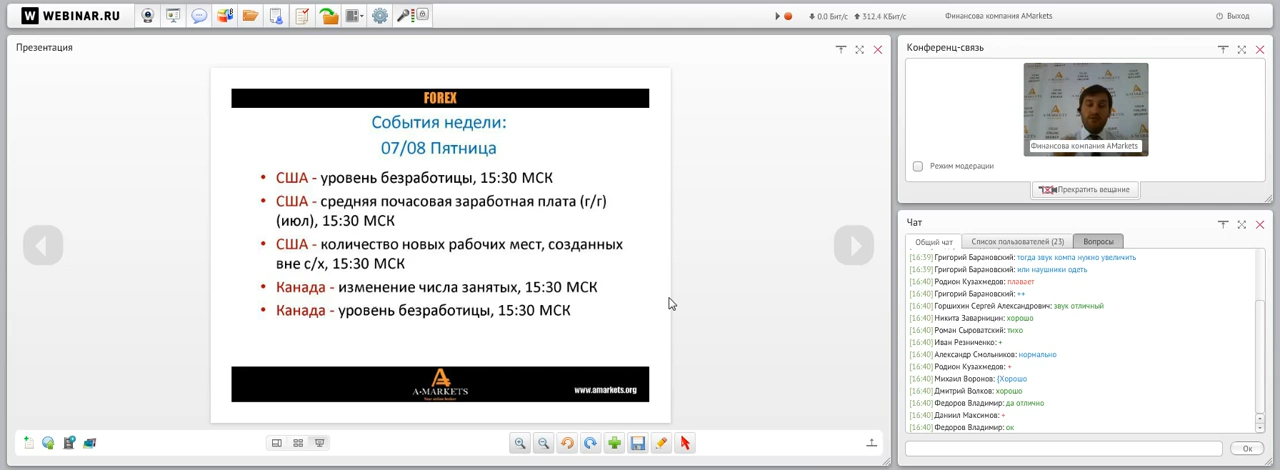 W WEBINAR.RU
0.0 Бит/с
312.4 КБит/с
Финансова компания AMarkets
Выход
Презентация
FOREX
События недели:
07/08 Пятница
• США - уровень безработицы, 15:30 МСК
• США - средняя почасовая заработная плата (г/г)
(июл), 15:30 МСК
• США - количество новых рабочих мест, созданных
вне с/х, 15:30 МСК
• Канада - изменение числа занятых, 15:30 МСК
• Канада - уровень безработицы, 15:30 МСК
A-MARKETS
www.amarkets.org
Конференц-связь
Финансова компания AMarkets
Режим модерации
Прекратить вещание
Чат
Общий чат
Список пользователей (23)
Вопросы
[16:39] Григорий Барановский: тогда звук компа нужно увеличить
[16:39] Григорий Барановский: или наушники одеть
[16:40] Родион Кузахмедов: плавает
[16:40] Григорий Барановский: ++
[16:40] Горшихин Сергей Александрович: звук отличный
[16:40] Никита Заварницин: хорошо
[16:40] Роман Сыроватский: тихо
[16:40] Иван Резниченко: +
[16:40] Александр Смольников: нормально
[16:40] Родион Кузахмедов: +
[16:40] Михаил Воронов: {Хорошо
[16:40] Дмитрий Волков: хорошо
[16:40] Федоров Владимир: да отлично
[16:40] Даниил Максимов: +
[16:40] Федоров Владимир: ок
Ок